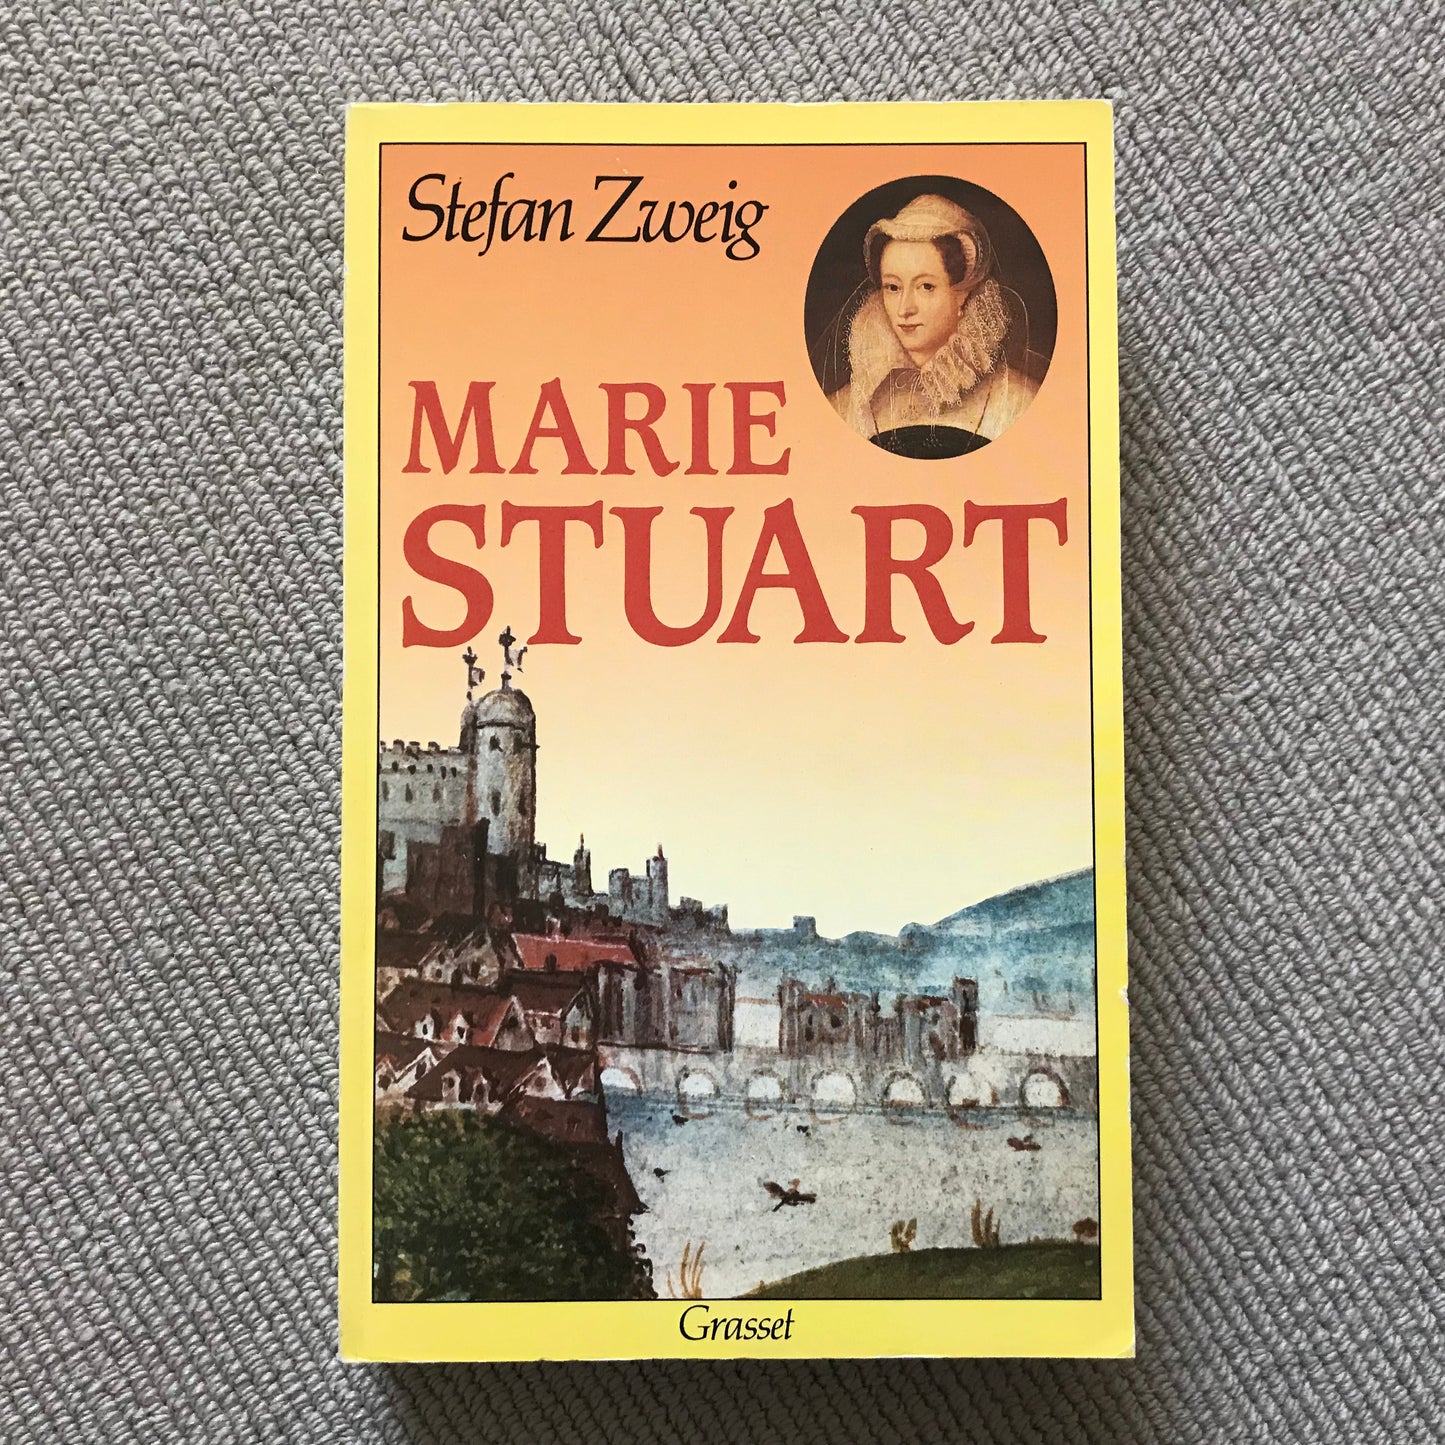 Stefan Zweig
MARIE
STUART
Grasset